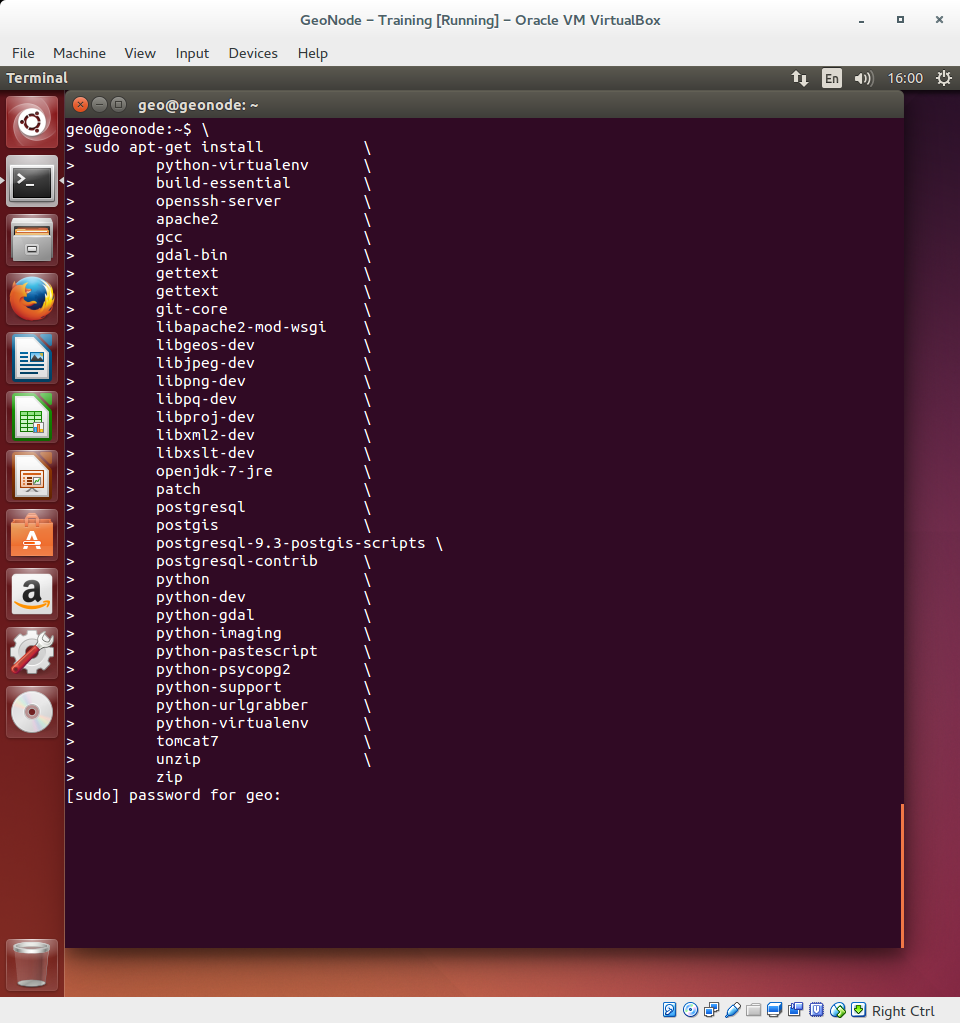 GeoNode – Training [Running] – Oracle VM VirtualBox
File Machine View Input Devices Help
Terminal En 16:00
geo@geonode: ~
geo@geonode:~$ \
> sudo apt-get install \
> python-virtualenv \
> build-essential \
> openssh-server \
> apache2 \
> gcc \
> gdal-bin \
> gettext \
> gettext \
> git-core \
> libapache2-mod-wsgi \
> libgeos-dev \
> libjpeg-dev \
> libpng-dev \
> libpq-dev \
> libproj-dev \
> libxml2-dev \
> libxslt-dev \
> openjdk-7-jre \
> patch \
> postgresql \
> postgis \
> postgresql-9.3-postgis-scripts \
> postgresql-contrib \
> python \
> python-dev \
> python-gdal \
> python-imaging \
> python-pastescript \
> python-psycopg2 \
> python-support \
> python-urlgrabber \
> python-virtualenv \
> tomcat7 \
> unzip \
> zip
[sudo] password for geo:
Right Ctrl